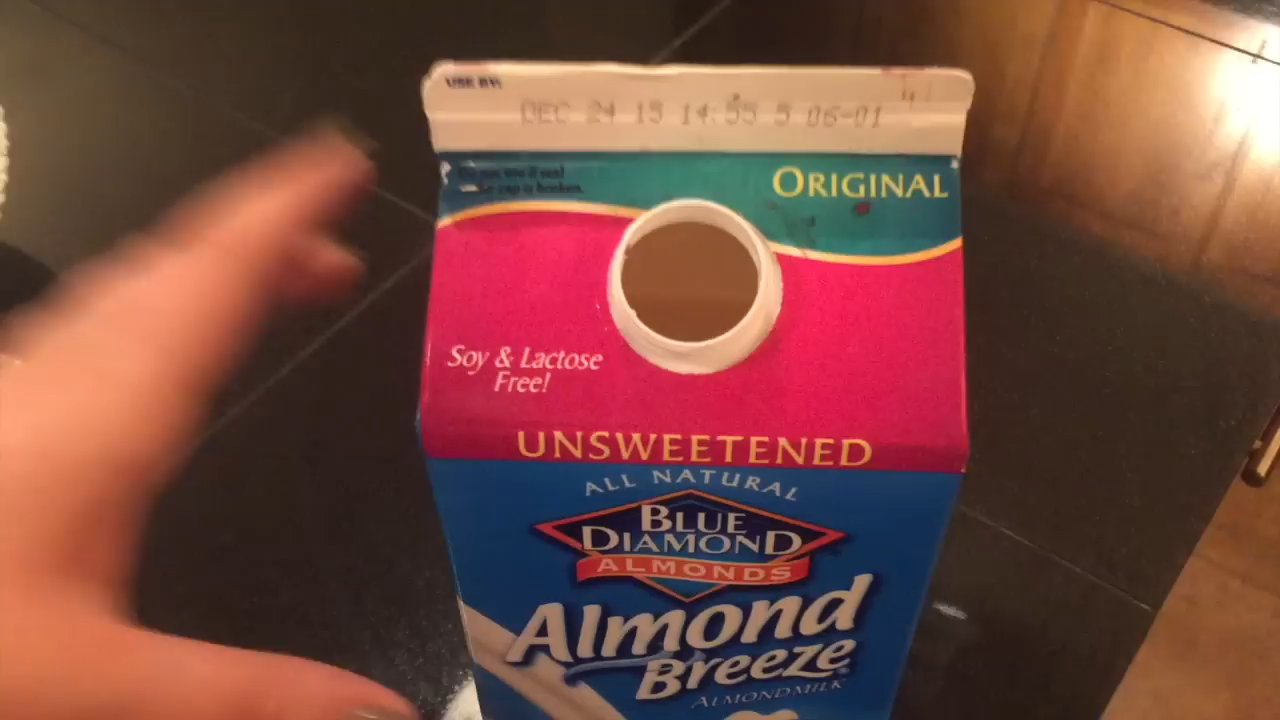 USE BY:
DEC 24 15 14:55 5 06-01
ORIGINAL
Soy & Lactose
Free!
UNSWEETENED
ALL NATURAL
BLUE
DIAMOND
ALMONDS
Almond
Breeze
ALMONDMILK